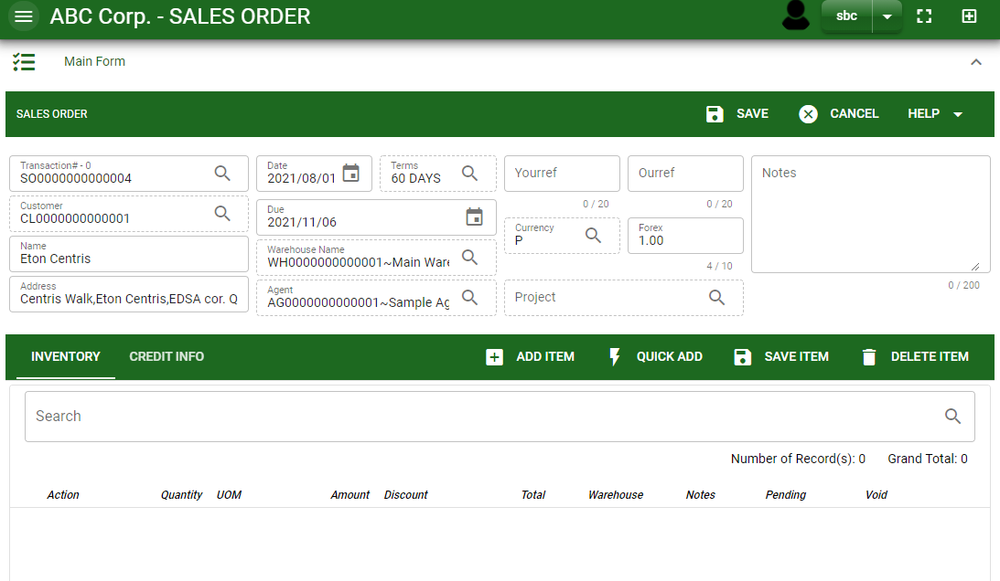 ABC Corp. - SALES ORDER
sbc
Main Form
SALES ORDER
SAVE
CANCEL
HELP
Transaction# - 0
SO0000000000004
Customer
CL0000000000001
Name
Eton Centris
Address
Centris Walk,Eton Centris,EDSA cor. Q
Date
2021/08/01
Terms
60 DAYS
Due
2021/11/06
Warehouse Name
WH0000000000001~Main Ware
Agent
AG0000000000001~Sample Ag
Yourref
0 / 20
Ourref
0 / 20
Currency
P
Forex
1.00
4 / 10
Project
Notes
0 / 200
INVENTORY
CREDIT INFO
ADD ITEM
QUICK ADD
SAVE ITEM
DELETE ITEM
Search
Number of Record(s): 0 Grand Total: 0
Action Quantity UOM Amount Discount Total Warehouse Notes Pending Void